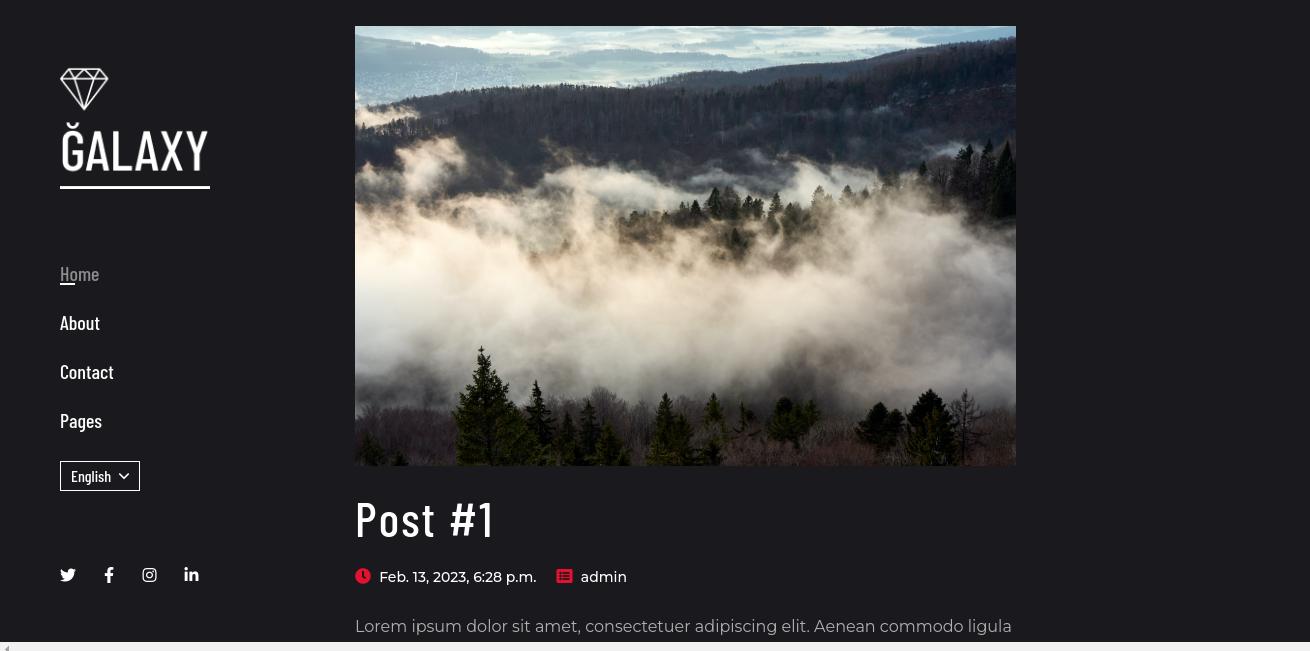 ĞALAXY
Home
About
Contact
Pages
English
Post #1
Feb. 13, 2023, 6:28 p.m. admin
Lorem ipsum dolor sit amet, consectetuer adipiscing elit. Aenean commodo ligula